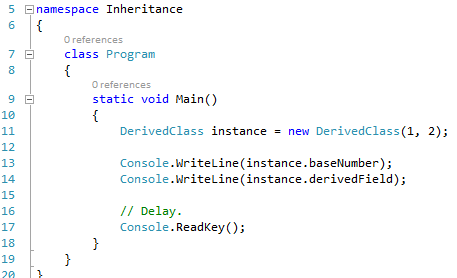 5 namespace Inheritance
6 {
0 references
7 class Program
8 {
0 references
9 static void Main()
10 {
11 DerivedClass instance = new DerivedClass(1, 2);
12
13 Console.WriteLine(instance.baseNumber);
14 Console.WriteLine(instance.derivedField);
15
16 // Delay.
17 Console.ReadKey();
18 }
19 }
20 }